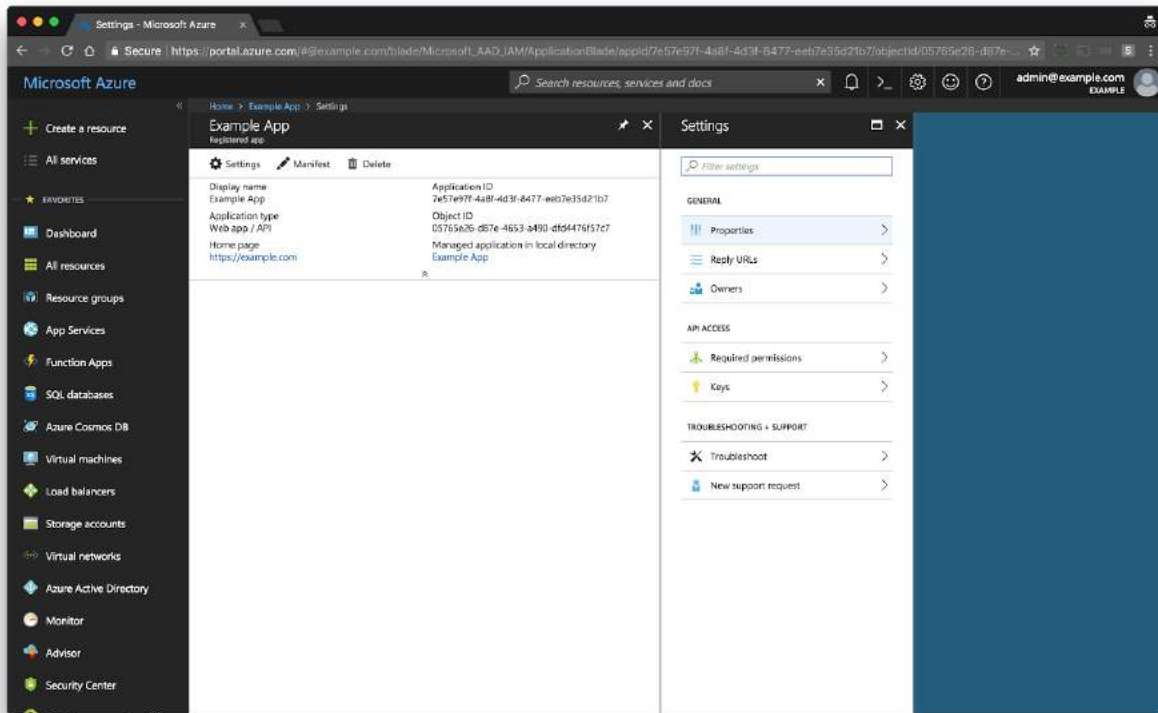 Settings - Microsoft Azure
Secure https://portal.azure.com/#@example.com/blade/Microsoft_AAD_IAM/ApplicationBlade/appId/7e57e97f-4a8f-4d3f-8477-eeb7e35d21b7/objectId/05765e26-d87e-...
Microsoft Azure
Search resources, services and docs
admin@example.com
EXAMPLE
Home > Example App > Settings
Create a resource
All services
FAVORITES
Dashboard
All resources
Resource groups
App Services
Function Apps
SQL databases
Azure Cosmos DB
Virtual machines
Load balancers
Storage accounts
Virtual networks
Azure Active Directory
Monitor
Advisor
Security Center
Example App
Registered app
Settings Manifest Delete
Display name
Example App
Application type
Web app / API
Home page
https://example.com
Application ID
7e57e97f-4a8f-4d3f-8477-eeb7e35d21b7
Object ID
05765e26-d87e-4653-a490-dfd4476f57c7
Managed application in local directory
Example App
Settings
Filter settings
GENERAL
Properties
Reply URLs
Owners
API ACCESS
Required permissions
Keys
TROUBLESHOOTING + SUPPORT
Troubleshoot
New support request